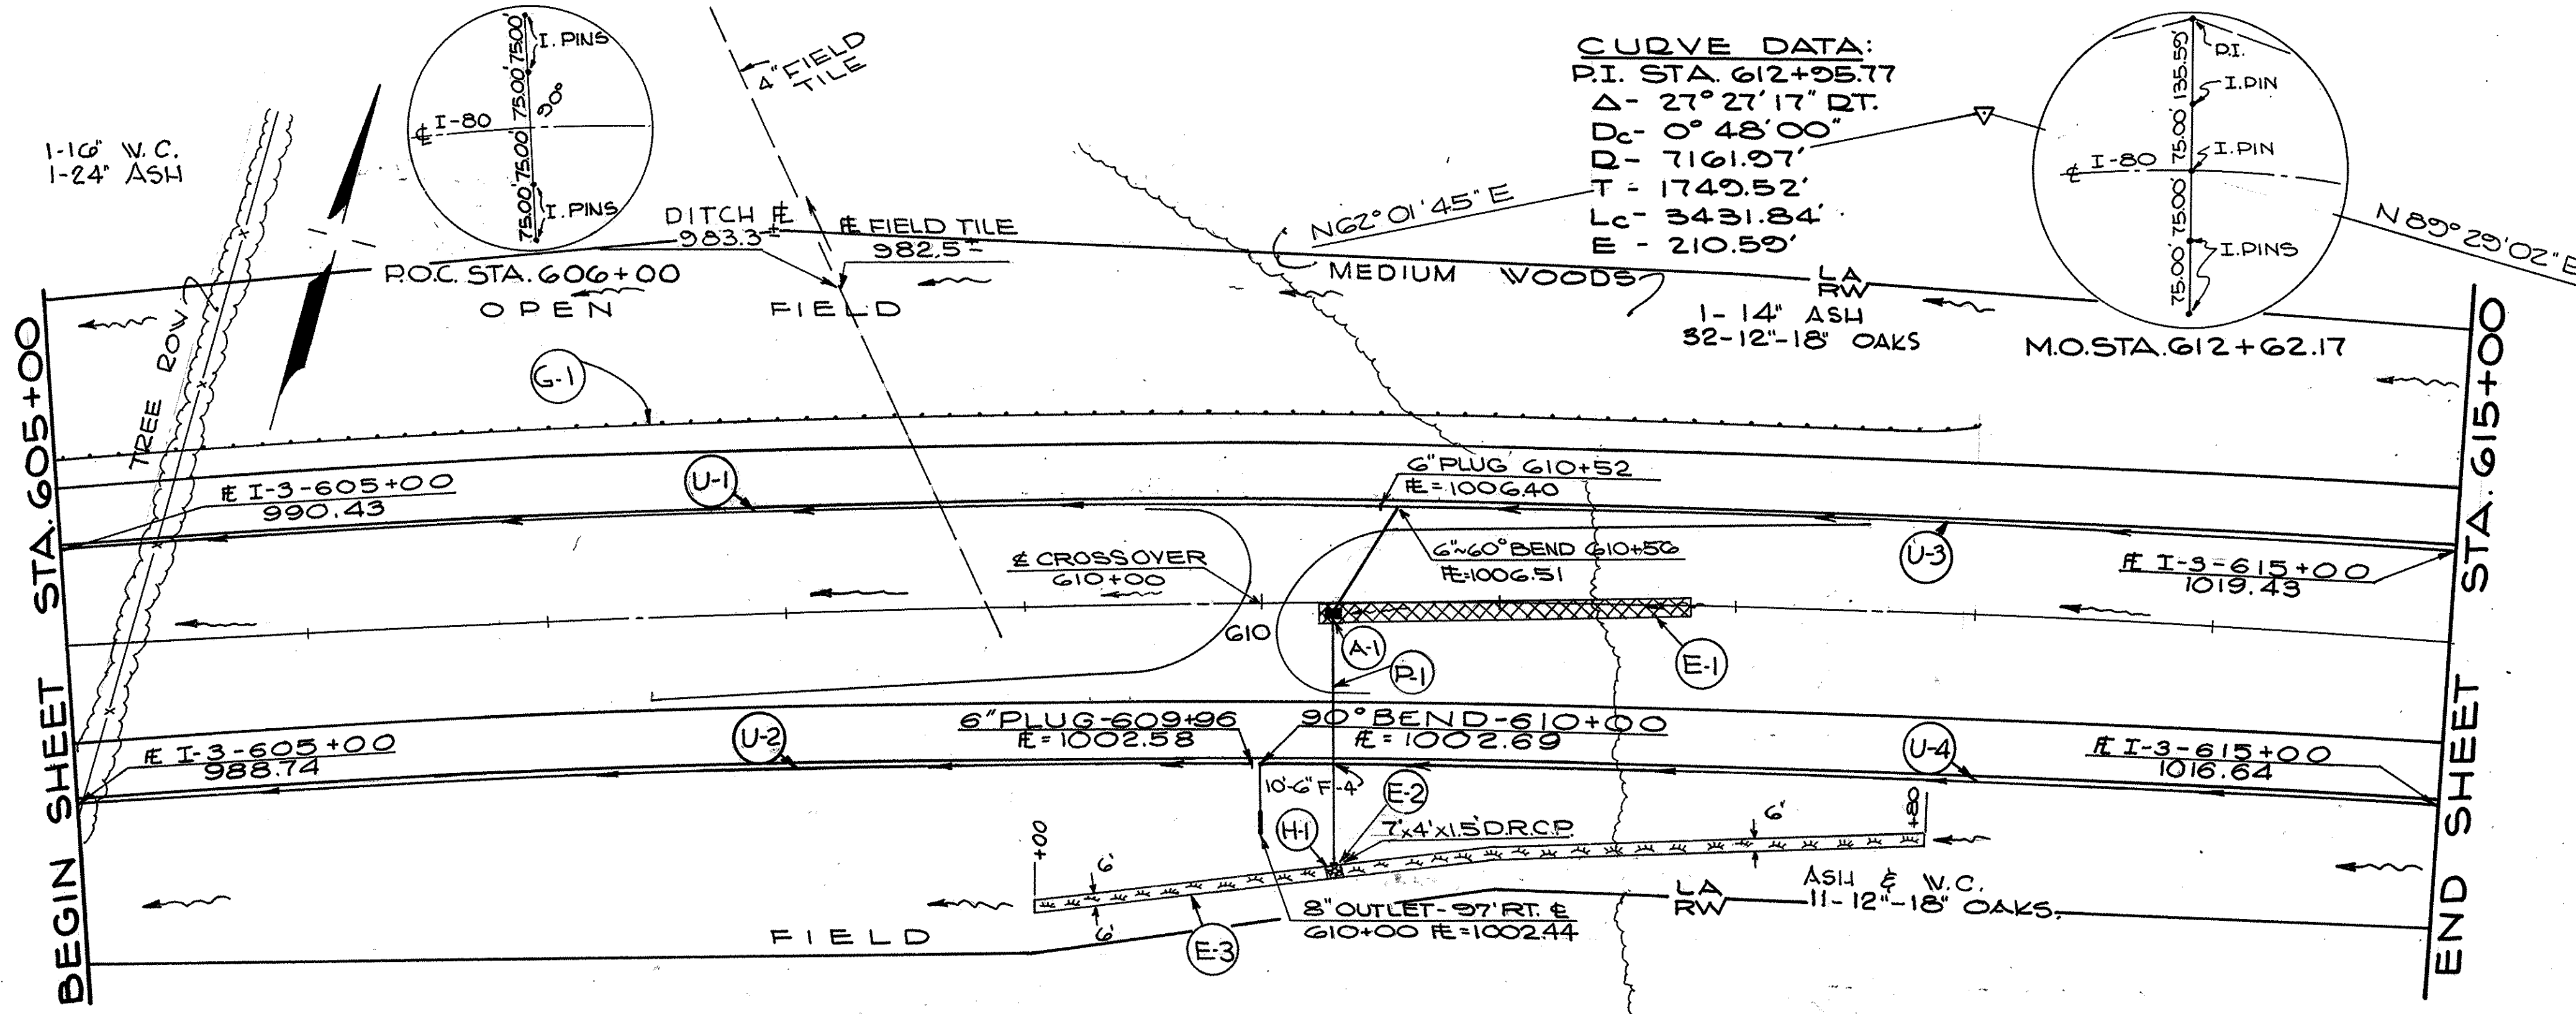 1-16" W.C.
1-24" ASH
75.00'
75.00'
75.00'
75.00'
I. PINS
90°
℄ I-80
I. PINS
4" FIELD
TILE
DITCH ℄
983.3±
℄ FIELD TILE
982.5±
P.O.C. STA. 606+00
OPEN FIELD
TREE ROW
CURVE DATA:
P.I. STA. 612+95.77
Δ- 27° 27' 17" RT.
Dc- 0° 48' 00"
R- 7161.97'
T - 1749.52'
Lc- 3431.84'
E - 210.59'
N62° 01' 45" E
MEDIUM WOODS
LA
RW
1- 14" ASH
32-12"-18" OAKS
135.59'
75.00'
75.00'
75.00'
P.I.
I.PIN
℄ I-80
I.PIN
I.PINS
N 89° 29' 02" E
M.O.STA. 612+62.17
BEGIN SHEET STA. 605+00
END SHEET STA. 615+00
G-1
FE I-3-605+00
990.43
U-1
6" PLUG 610+52
FE = 1006.40
6"~60° BEND 610+56
FE=1006.51
℄ CROSSOVER
610+00
610
U-3
FE I-3-615+00
1019.43
A-1
P-1
E-1
FE I-3-605+00
988.74
U-2
6" PLUG-609+96
FE = 1002.58
90° BEND-610+00
FE = 1002.69
U-4
FE I-3-615+00
1016.64
10'-6" F-4
E-2
H-1
7'x4'x1.5' D.R.C.P.
+00
6'
6'
6'
+80
E-3
8" OUTLET-97' RT. ℄
610+00 FE=1002.44
LA
RW
ASH & W.C.
11-12"-18" OAKS.
FIELD